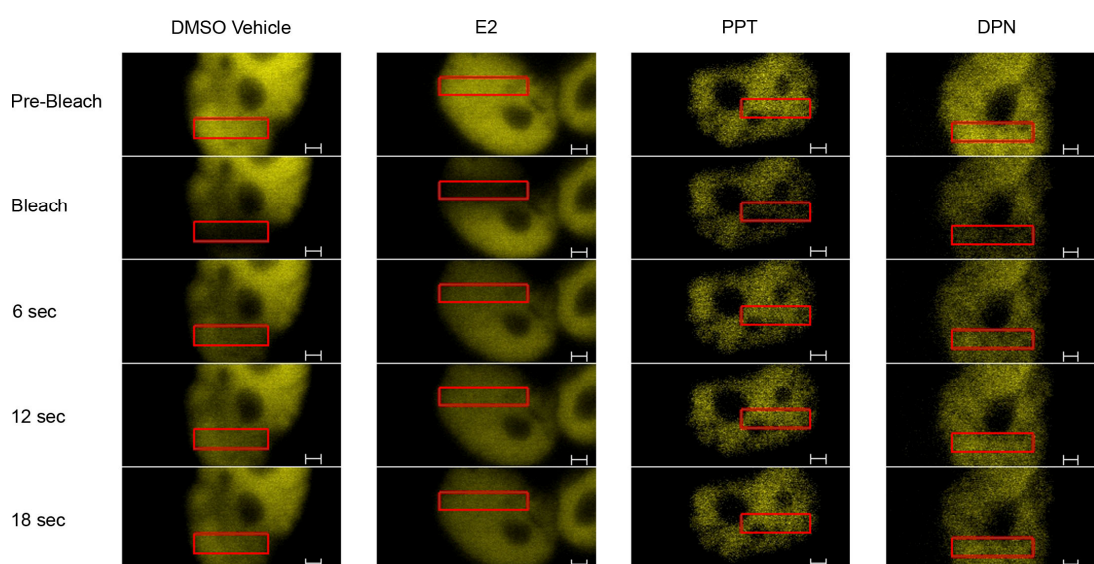 DMSO Vehicle E2 PPT DPN
Pre-Bleach
Bleach
6 sec
12 sec
18 sec